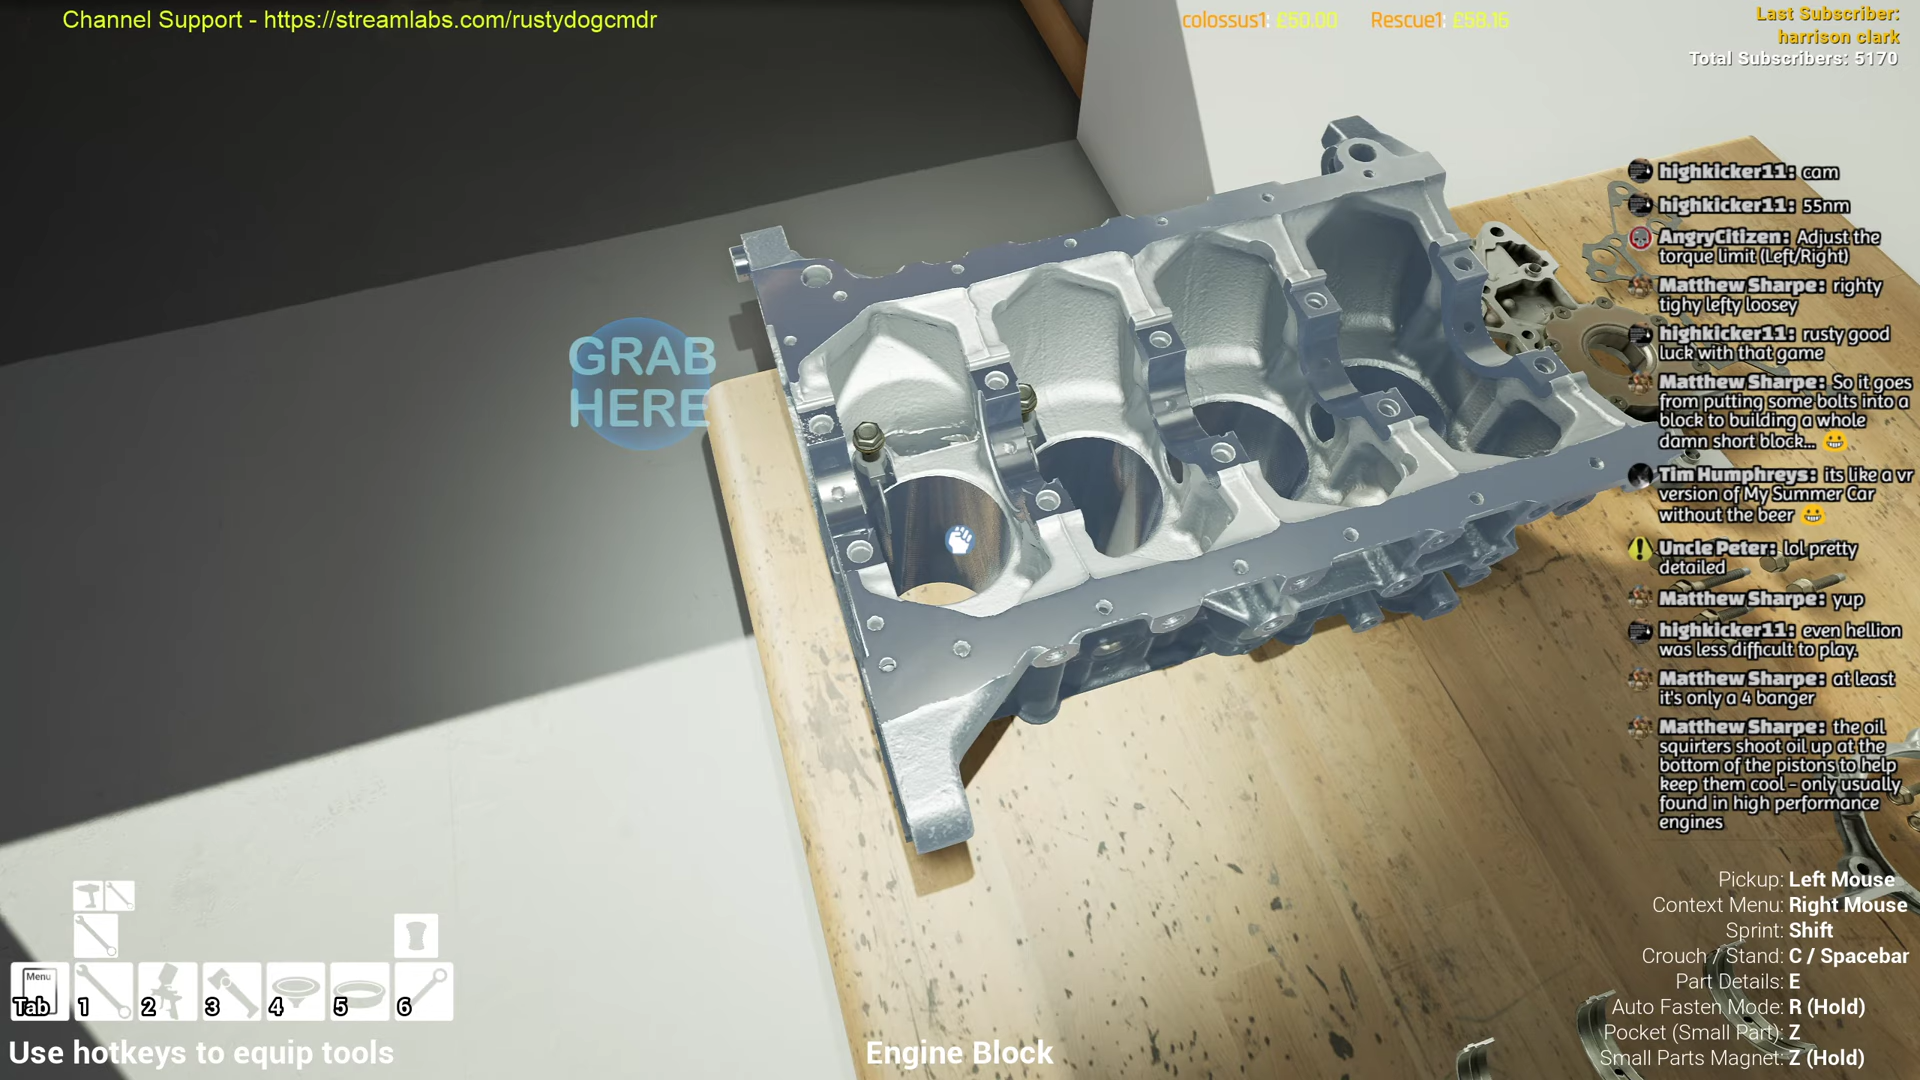 Channel Support - https://streamlabs.com/rustydogcmdr
colossus1: £50.00 Rescue1: £58.16
Last Subscriber:
harrison clark
Total Subscribers: 5170
highkicker11: cam
highkicker11: 55nm
AngryCitizen: Adjust the
torque limit (Left/Right)
Matthew Sharpe: righty
tighy lefty loosey
highkicker11: rusty good
luck with that game
Matthew Sharpe: So it goes
from putting some bolts into a
block to building a whole
damn short block... 😬
Tim Humphreys: its like a vr
version of My Summer Car
without the beer 😬
Uncle Peter: lol pretty
detailed
Matthew Sharpe: yup
highkicker11: even hellion
was less difficult to play.
Matthew Sharpe: at least
it's only a 4 banger
Matthew Sharpe: the oil
squirters shoot oil up at the
bottom of the pistons to help
keep them cool - only usually
found in high performance
engines
GRAB
HERE
Pickup: Left Mouse
Context Menu: Right Mouse
Sprint: Shift
Crouch / Stand: C / Spacebar
Part Details: E
Auto Fasten Mode: R (Hold)
Pocket (Small Part): Z
Small Parts Magnet: Z (Hold)
Menu
Tab 1 2 3 4 5 6
Use hotkeys to equip tools
Engine Block